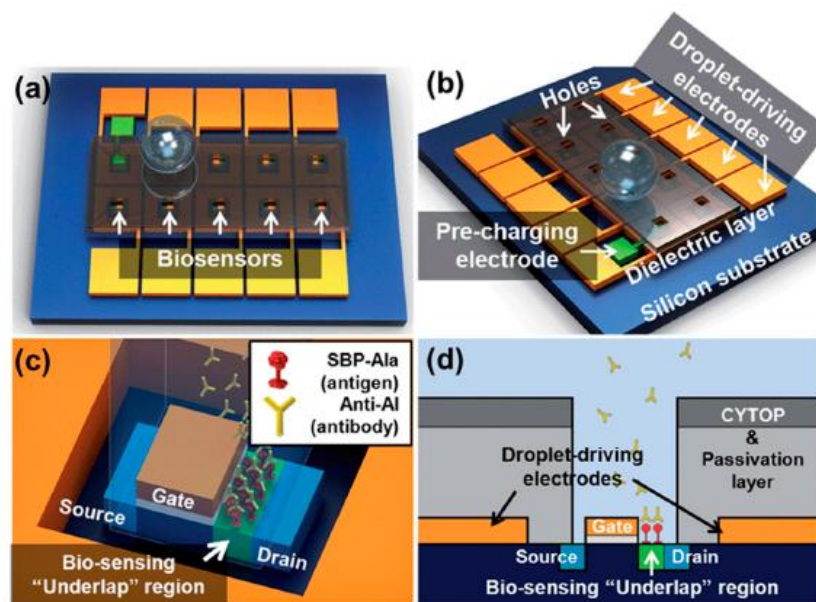 (a)
Biosensors
(b)
Droplet-driving
electrodes
Holes
Pre-charging
electrode
Dielectric layer
Silicon substrate
(c)
SBP-Ala
(antigen)
Anti-AI
(antibody)
Gate
Source
Drain
Bio-sensing
"Underlap" region
(d)
CYTOP
&
Passivation
layer
Droplet-driving
electrodes
Gate
Source
Drain
Bio-sensing "Underlap" region